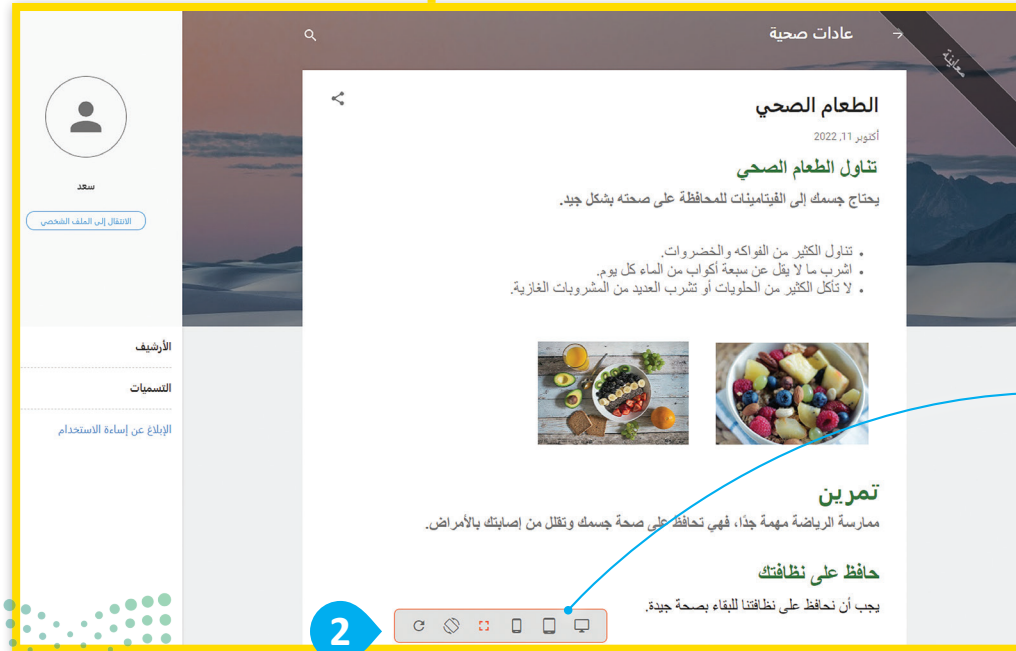 عادات صحية
معاينة
الطعام الصحي
أكتوبر 11, 2022
تناول الطعام الصحي
يحتاج جسمك إلى الفيتامينات للمحافظة على صحته بشكل جيد.
• تناول الكثير من الفواكه والخضروات.
• اشرب ما لا يقل عن سبعة أكواب من الماء كل يوم.
• لا تأكل الكثير من الحلويات أو تشرب العديد من المشروبات الغازية.
تمرين
ممارسة الرياضة مهمة جدًا، فهي تحافظ على صحة جسمك وتقلل من إصابتك بالأمراض.
حافظ على نظافتك
يجب أن نحافظ على نظافتنا للبقاء بصحة جيدة.
2
سعد
الانتقال إلى الملف الشخصي
الأرشيف
التسميات
الإبلاغ عن إساءة الاستخدام